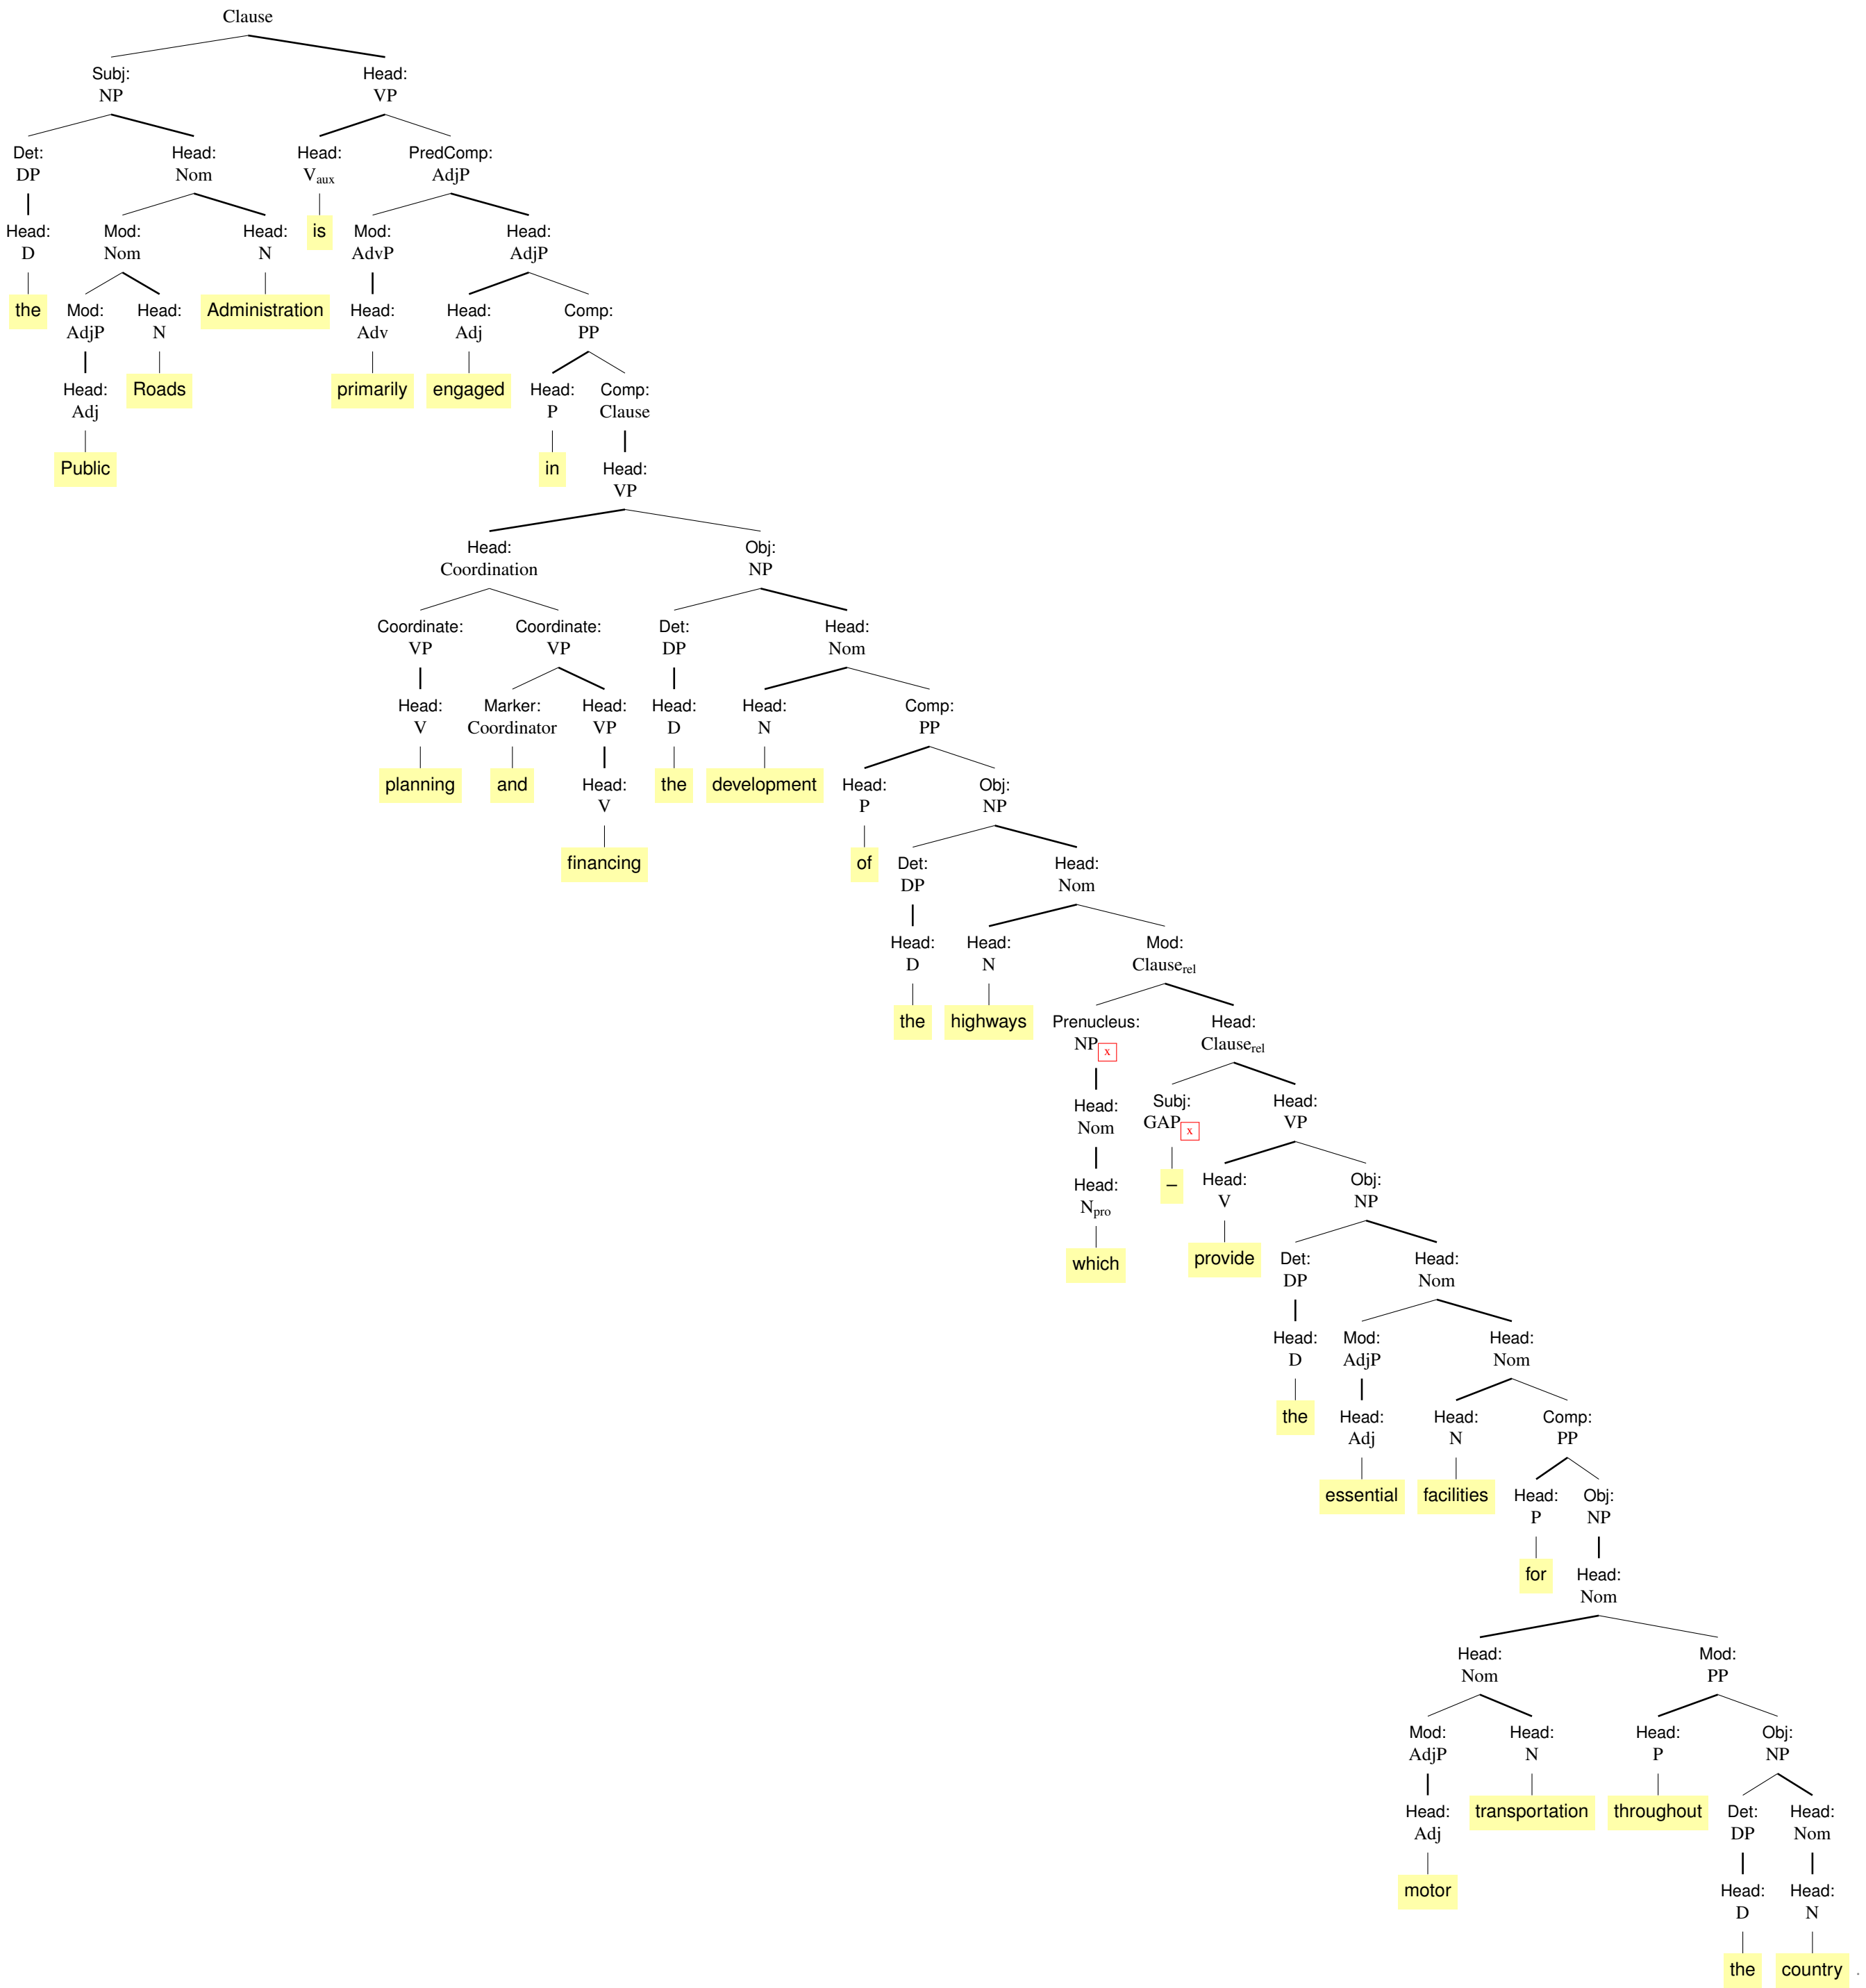 Clause
Subj: Head:
NP VP
Det: Head: Head: PredComp:
DP Nom Vaux AdjP
Head: Mod: Head: is Mod: Head:
D Nom N AdvP AdjP
the Mod: Head: Administration Head: Head: Comp:
AdjP N Adv Adj PP
Head: Roads primarily engaged Head: Comp:
Adj P Clause
Public in Head:
VP
Head: Obj:
Coordination NP
Coordinate: Coordinate: Det: Head:
VP VP DP Nom
Head: Marker: Head: Head: Head: Comp:
V Coordinator VP D N PP
planning and Head: the development Head: Obj:
V P NP
financing of Det: Head:
DP Nom
Head: Head: Mod:
D N Clauserel
the highways Prenucleus: Head:
NPx Clauserel
Head: Subj: Head:
Nom GAPx VP
Head: – Head: Obj:
Npro V NP
which provide Det: Head:
DP Nom
Head: Mod: Head:
D AdjP Nom
the Head: Head: Comp:
Adj N PP
essential facilities Head: Obj:
P NP
for Head:
Nom
Head: Mod:
Nom PP
Mod: Head: Head: Obj:
AdjP N P NP
Head: transportation throughout Det: Head:
Adj DP Nom
motor Head: Head:
D N
the country .